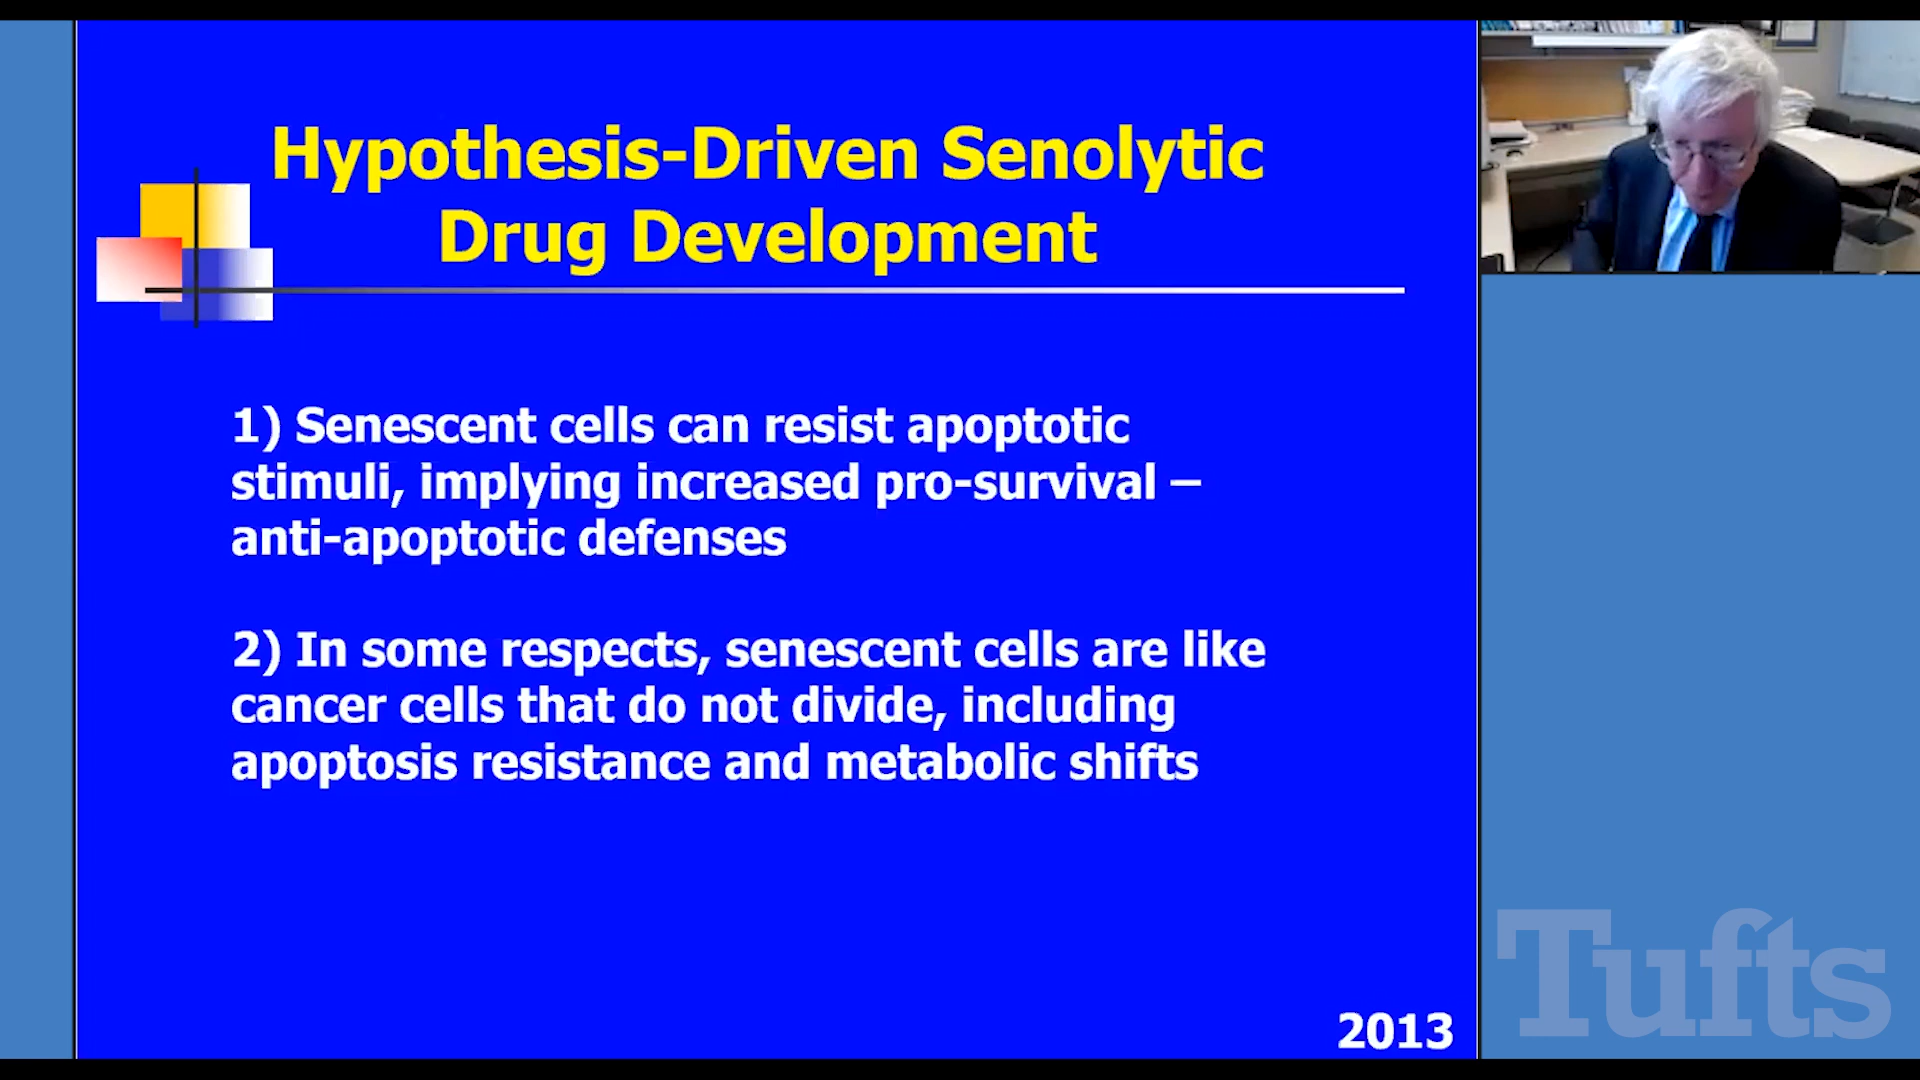 Hypothesis-Driven Senolytic
Drug Development
1) Senescent cells can resist apoptotic
stimuli, implying increased pro-survival –
anti-apoptotic defenses
2) In some respects, senescent cells are like
cancer cells that do not divide, including
apoptosis resistance and metabolic shifts
2013
Tufts